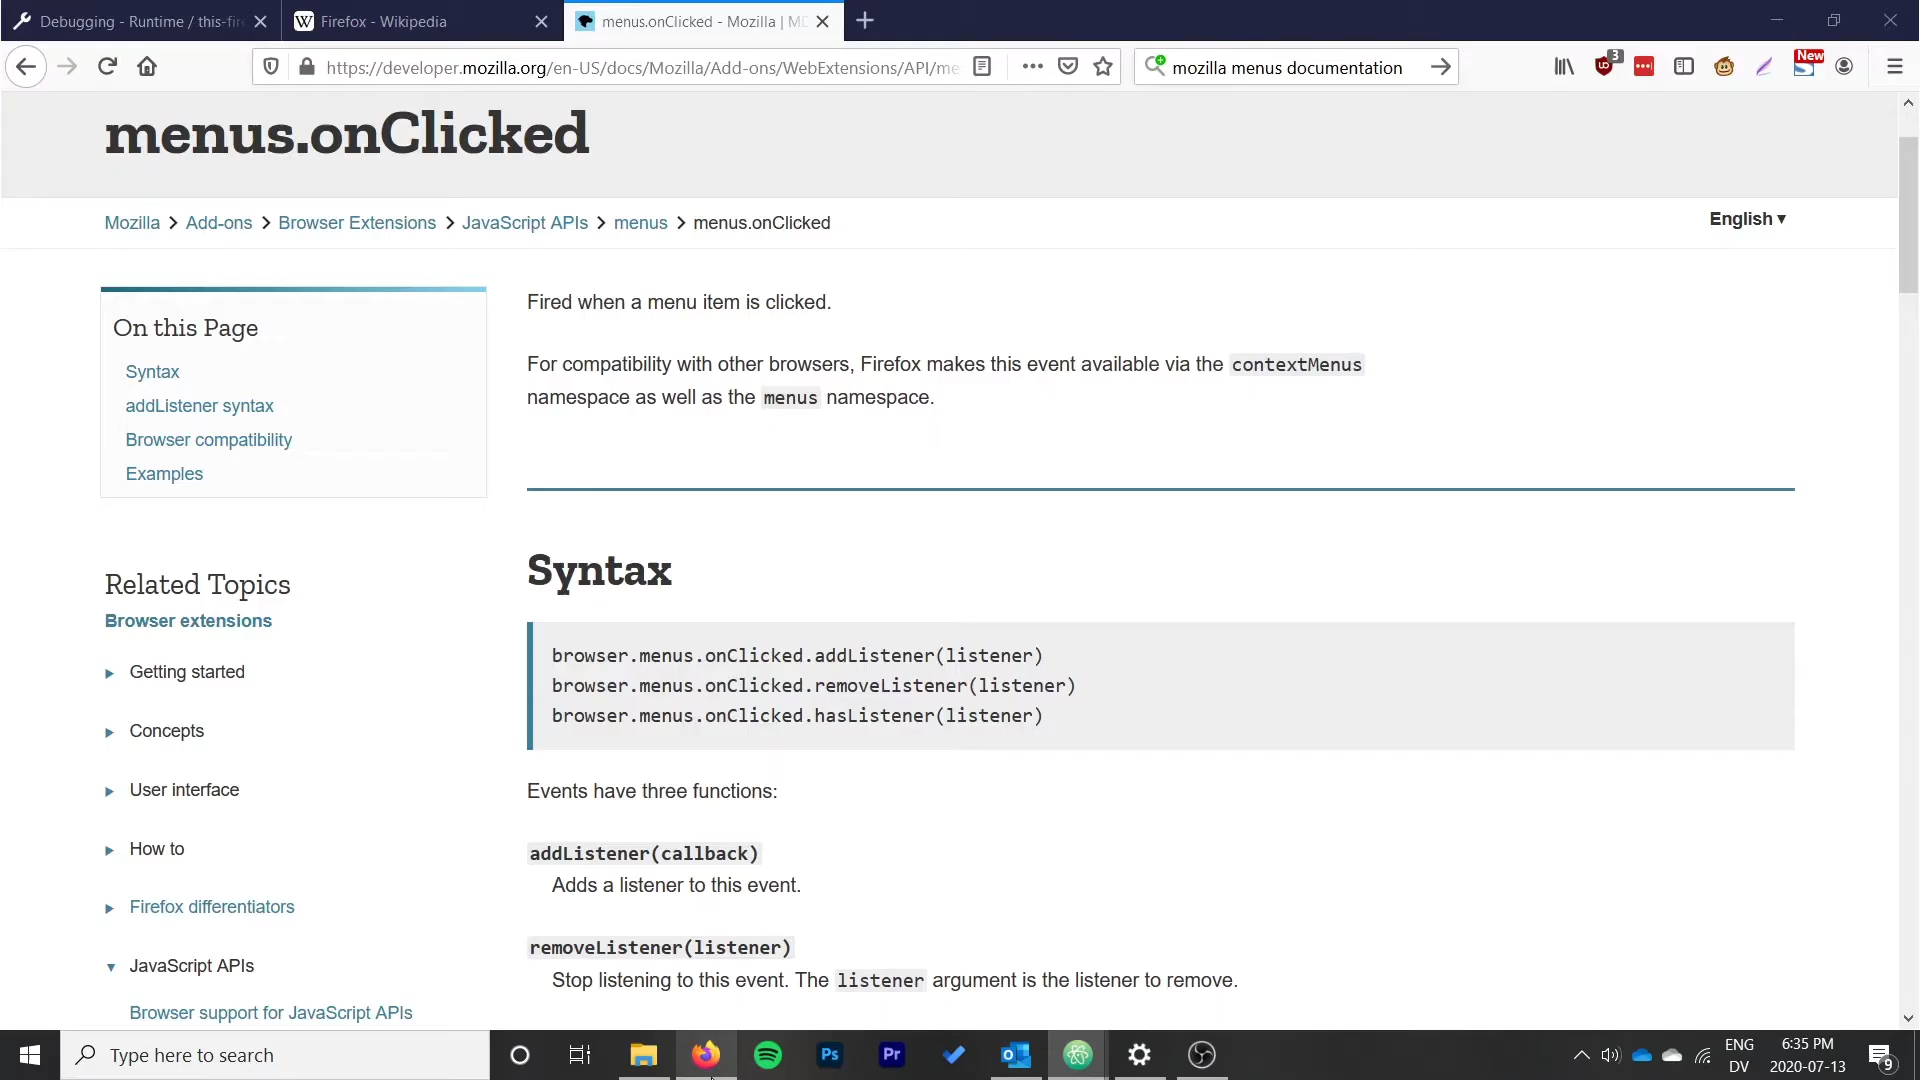 Debugging - Runtime / this-fire
Firefox - Wikipedia
menus.onClicked - Mozilla | MD
https://developer.mozilla.org/en-US/docs/Mozilla/Add-ons/WebExtensions/API/me
mozilla menus documentation
3
New
menus.onClicked
Mozilla > Add-ons > Browser Extensions > JavaScript APIs > menus > menus.onClicked
English ▾
On this Page
Syntax
addListener syntax
Browser compatibility
Examples
Related Topics
Browser extensions
Getting started
Concepts
User interface
How to
Firefox differentiators
JavaScript APIs
Browser support for JavaScript APIs
Fired when a menu item is clicked.
For compatibility with other browsers, Firefox makes this event available via the contextMenus
namespace as well as the menus namespace.
Syntax
browser.menus.onClicked.addListener(listener)
browser.menus.onClicked.removeListener(listener)
browser.menus.onClicked.hasListener(listener)
Events have three functions:
addListener(callback)
Adds a listener to this event.
removeListener(listener)
Stop listening to this event. The listener argument is the listener to remove.
Type here to search
Ps
Pr
ENG
DV
6:35 PM
2020-07-13
9